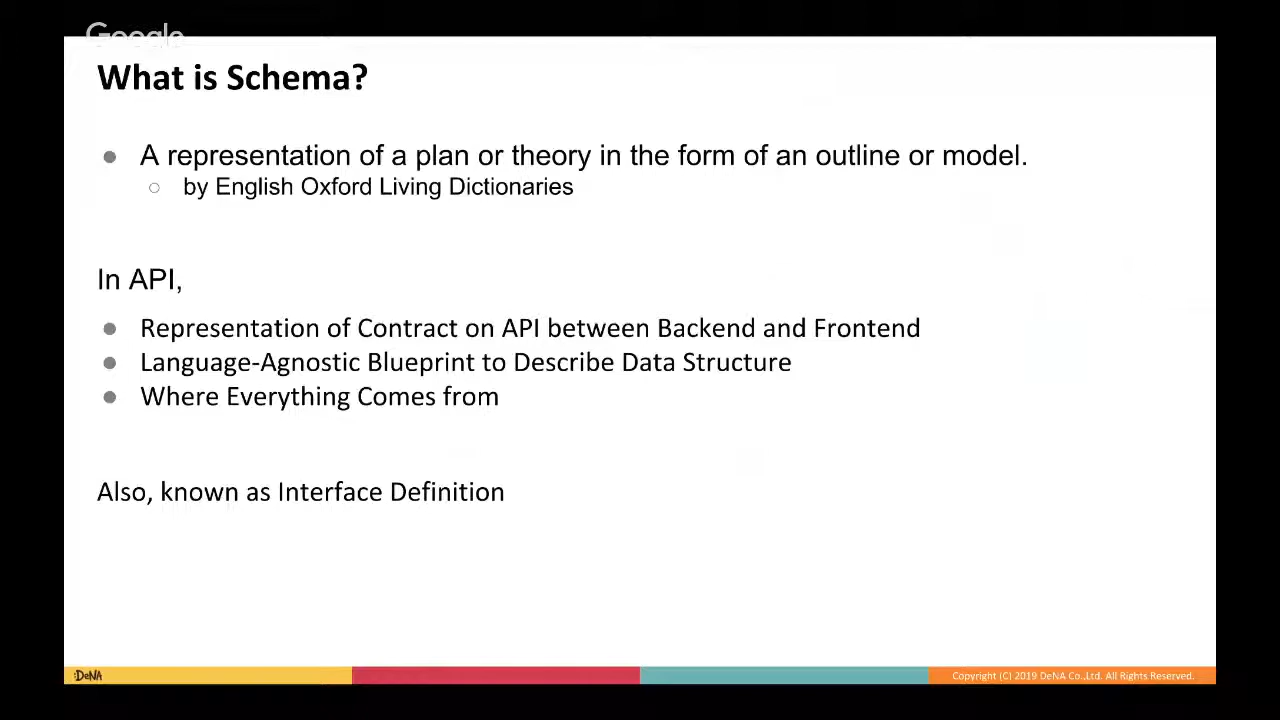 Google
What is Schema?
A representation of a plan or theory in the form of an outline or model.
by English Oxford Living Dictionaries
In API,
Representation of Contract on API between Backend and Frontend
Language-Agnostic Blueprint to Describe Data Structure
Where Everything Comes from
Also, known as Interface Definition
:DeNA
Copyright (C) 2019 DeNA Co.,Ltd. All Rights Reserved.